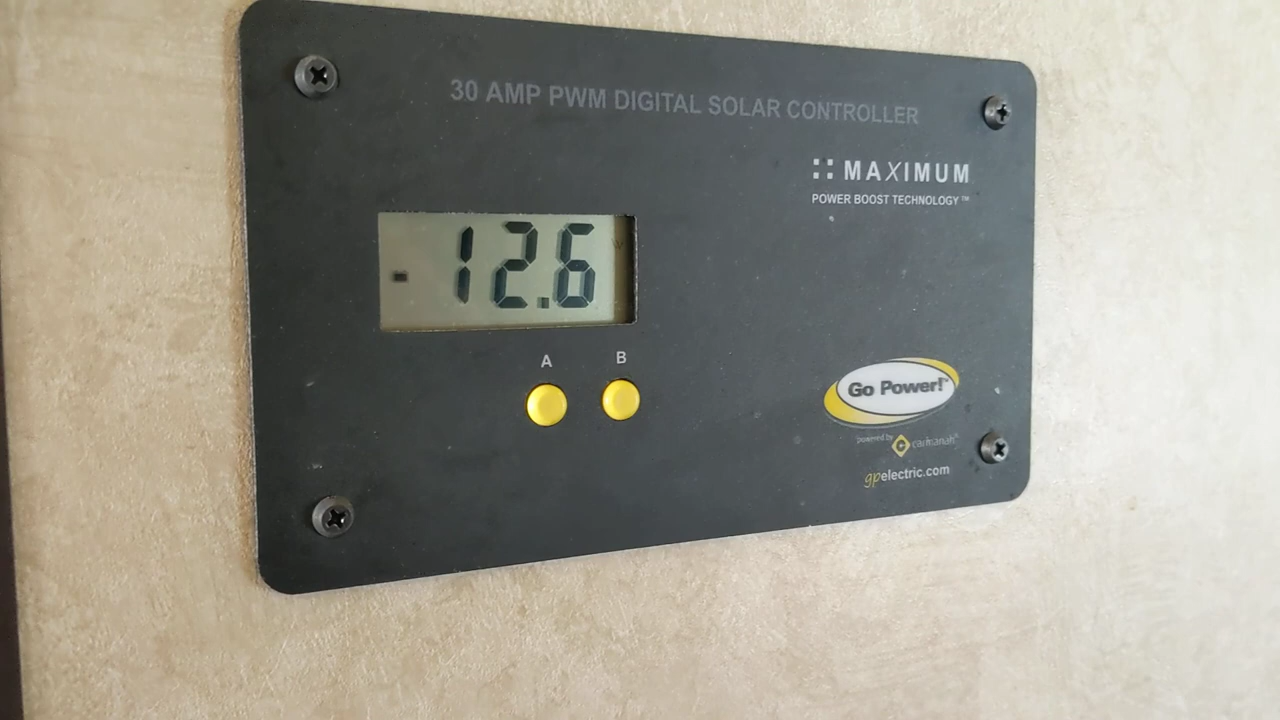 30 AMP PWM DIGITAL SOLAR CONTROLLER
MAXIMUM
POWER BOOST TECHNOLOGY™
12.6
A B
Go Power!™
powered by carmanah®
gpelectric.com